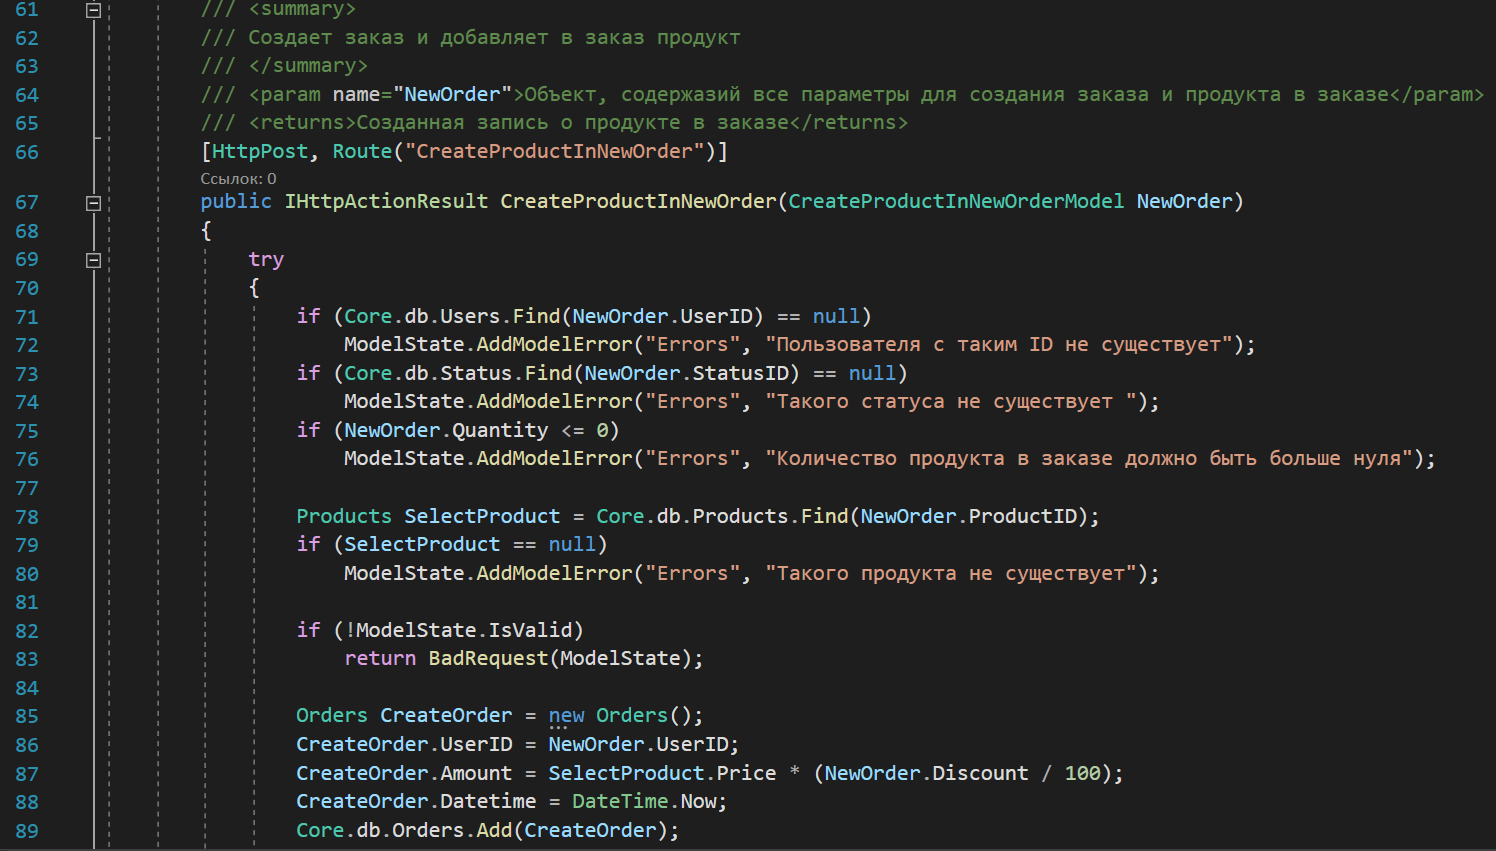 61 /// <summary>
62 /// Создает заказ и добавляет в заказ продукт
63 /// </summary>
64 /// <param name="NewOrder">Объект, содержазий все параметры для создания заказа и продукта в заказе</param>
65 /// <returns>Созданная запись о продукте в заказе</returns>
66 [HttpPost, Route("CreateProductInNewOrder")]
Ссылок: 0
67 public IHttpActionResult CreateProductInNewOrder(CreateProductInNewOrderModel NewOrder)
68 {
69 try
70 {
71 if (Core.db.Users.Find(NewOrder.UserID) == null)
72 ModelState.AddModelError("Errors", "Пользователя с таким ID не существует");
73 if (Core.db.Status.Find(NewOrder.StatusID) == null)
74 ModelState.AddModelError("Errors", "Такого статуса не существует ");
75 if (NewOrder.Quantity <= 0)
76 ModelState.AddModelError("Errors", "Количество продукта в заказе должно быть больше нуля");
77
78 Products SelectProduct = Core.db.Products.Find(NewOrder.ProductID);
79 if (SelectProduct == null)
80 ModelState.AddModelError("Errors", "Такого продукта не существует");
81
82 if (!ModelState.IsValid)
83 return BadRequest(ModelState);
84
85 Orders CreateOrder = new Orders();
86 CreateOrder.UserID = NewOrder.UserID;
87 CreateOrder.Amount = SelectProduct.Price * (NewOrder.Discount / 100);
88 CreateOrder.Datetime = DateTime.Now;
89 Core.db.Orders.Add(CreateOrder);